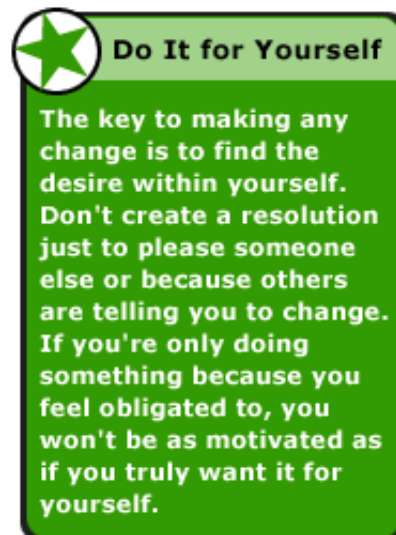 Do It for Yourself
The key to making any
change is to find the
desire within yourself.
Don't create a resolution
just to please someone
else or because others
are telling you to change.
If you're only doing
something because you
feel obligated to, you
won't be as motivated as
if you truly want it for
yourself.